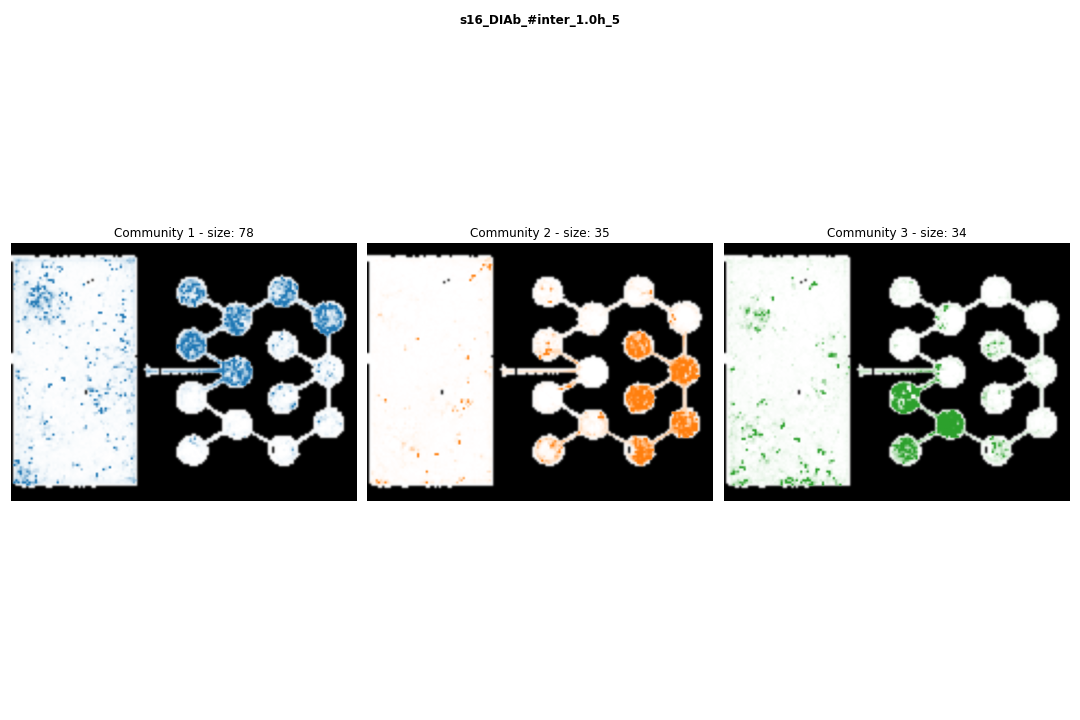 s16_DIAb_#inter_1.0h_5
Community 1 - size: 78
Community 2 - size: 35
Community 3 - size: 34